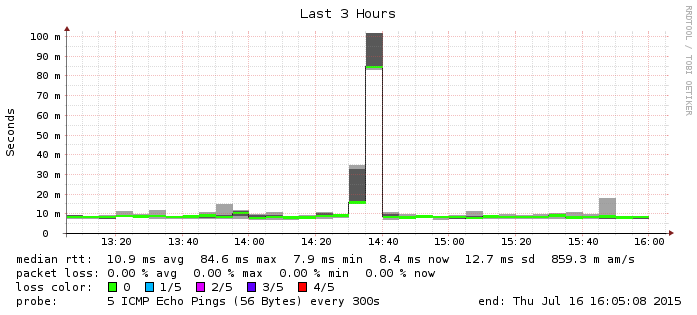 Last 3 Hours
RRDTOOL / TOBI OETIKER
Seconds
100 m
90 m
80 m
70 m
60 m
50 m
40 m
30 m
20 m
10 m
0
13:20 13:40 14:00 14:20 14:40 15:00 15:20 15:40 16:00
median rtt: 10.9 ms avg 84.6 ms max 7.9 ms min 8.4 ms now 12.7 ms sd 859.3 m am/s
packet loss: 0.00 % avg 0.00 % max 0.00 % min 0.00 % now
loss color: 0 1/5 2/5 3/5 4/5
probe: 5 ICMP Echo Pings (56 Bytes) every 300s end: Thu Jul 16 16:05:08 2015